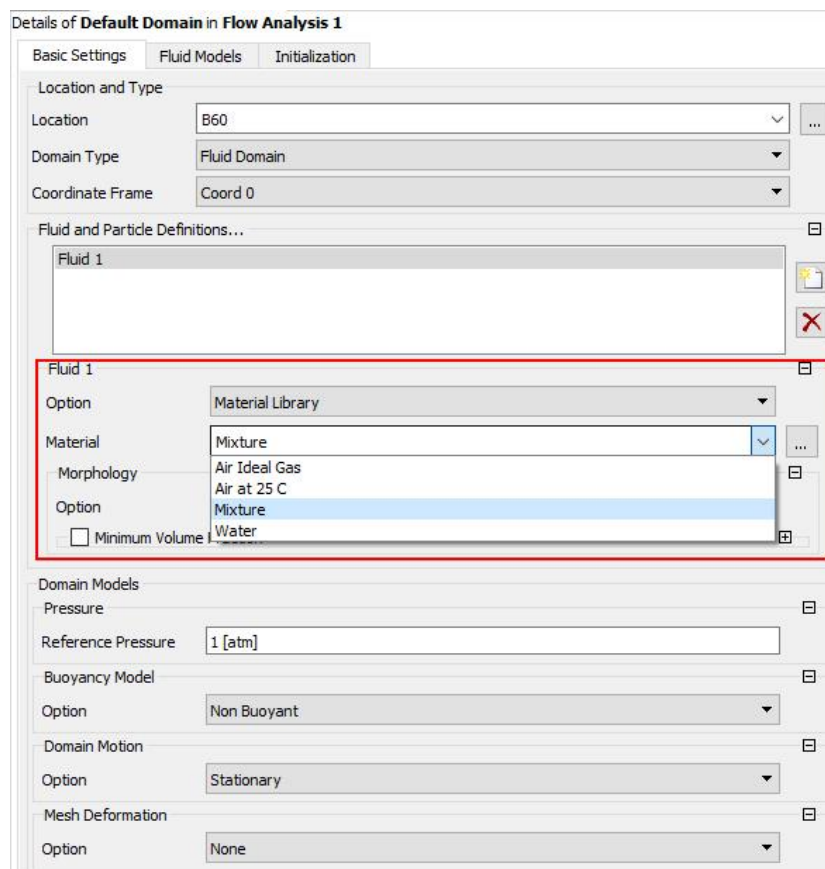 Details of Default Domain in Flow Analysis 1
Basic Settings Fluid Models Initialization
Location and Type
Location B60 ...
Domain Type Fluid Domain
Coordinate Frame Coord 0
Fluid and Particle Definitions...
Fluid 1
Fluid 1
Option Material Library
Material Mixture ...
Air Ideal Gas
Morphology
Air at 25 C
Option
Mixture
Water
Minimum Volume
Domain Models
Pressure
Reference Pressure 1 [atm]
Buoyancy Model
Option Non Buoyant
Domain Motion
Option Stationary
Mesh Deformation
Option None